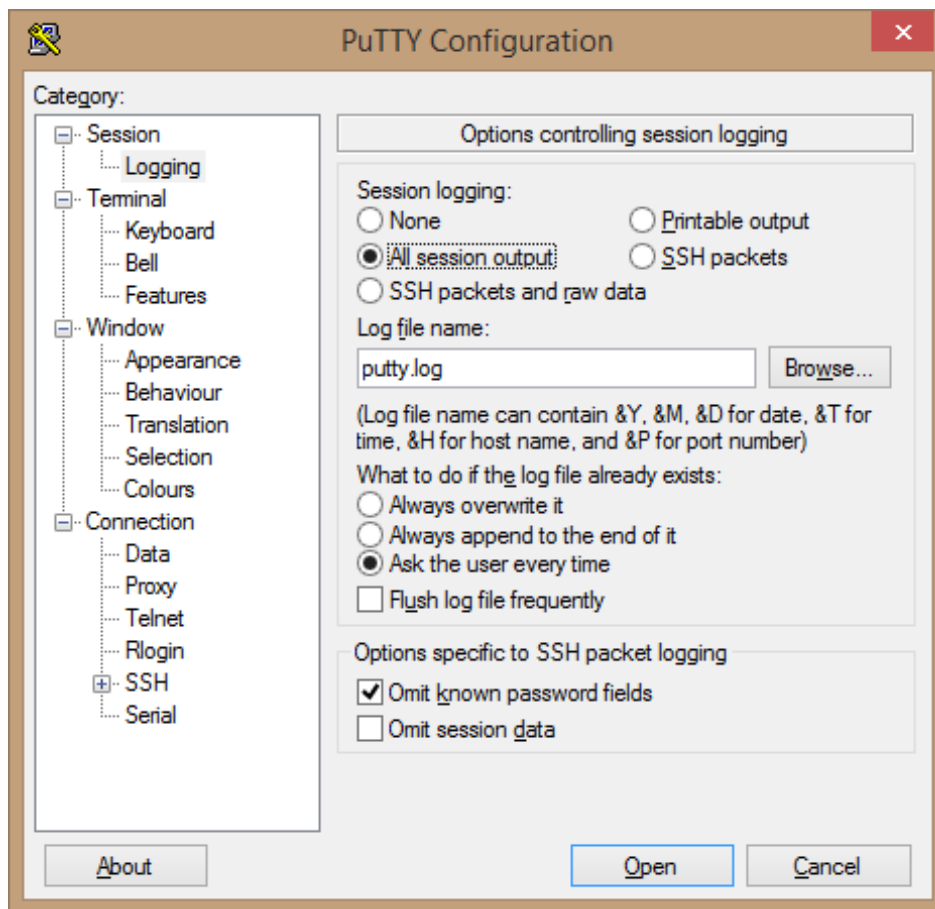 PuTTY Configuration
Category:
Session
Logging
Terminal
Keyboard
Bell
Features
Window
Appearance
Behaviour
Translation
Selection
Colours
Connection
Data
Proxy
Telnet
Rlogin
SSH
Serial
Options controlling session logging
Session logging:
None
Printable output
All session output
SSH packets
SSH packets and raw data
Log file name:
putty.log
Browse...
(Log file name can contain &Y, &M, &D for date, &T for
time, &H for host name, and &P for port number)
What to do if the log file already exists:
Always overwrite it
Always append to the end of it
Ask the user every time
Flush log file frequently
Options specific to SSH packet logging
Omit known password fields
Omit session data
About
Open
Cancel